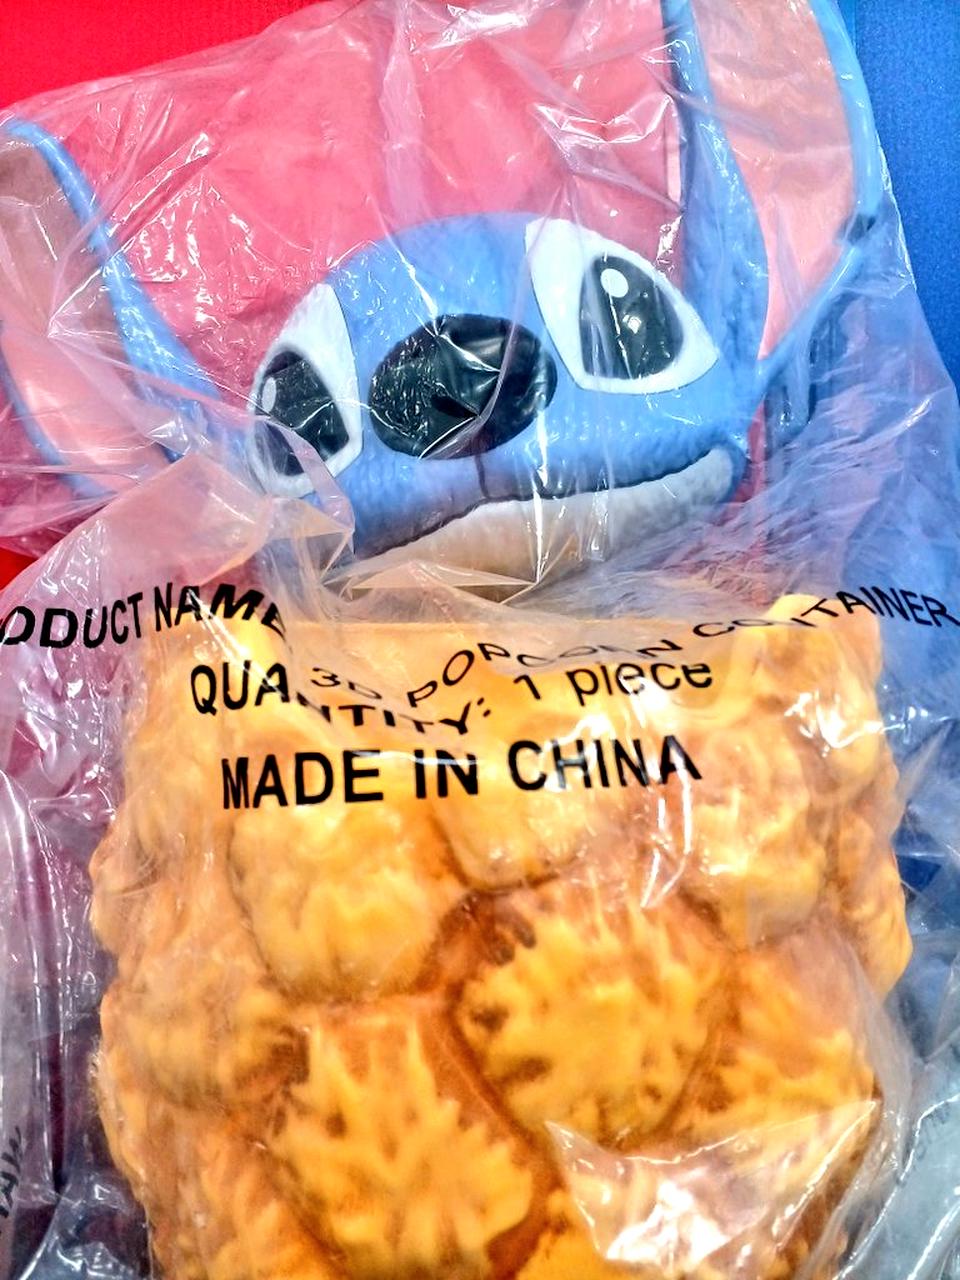 ODUCT NAME 3D POPCORN CONTAINER
QUANTITY: 1 piece
MADE IN CHINA